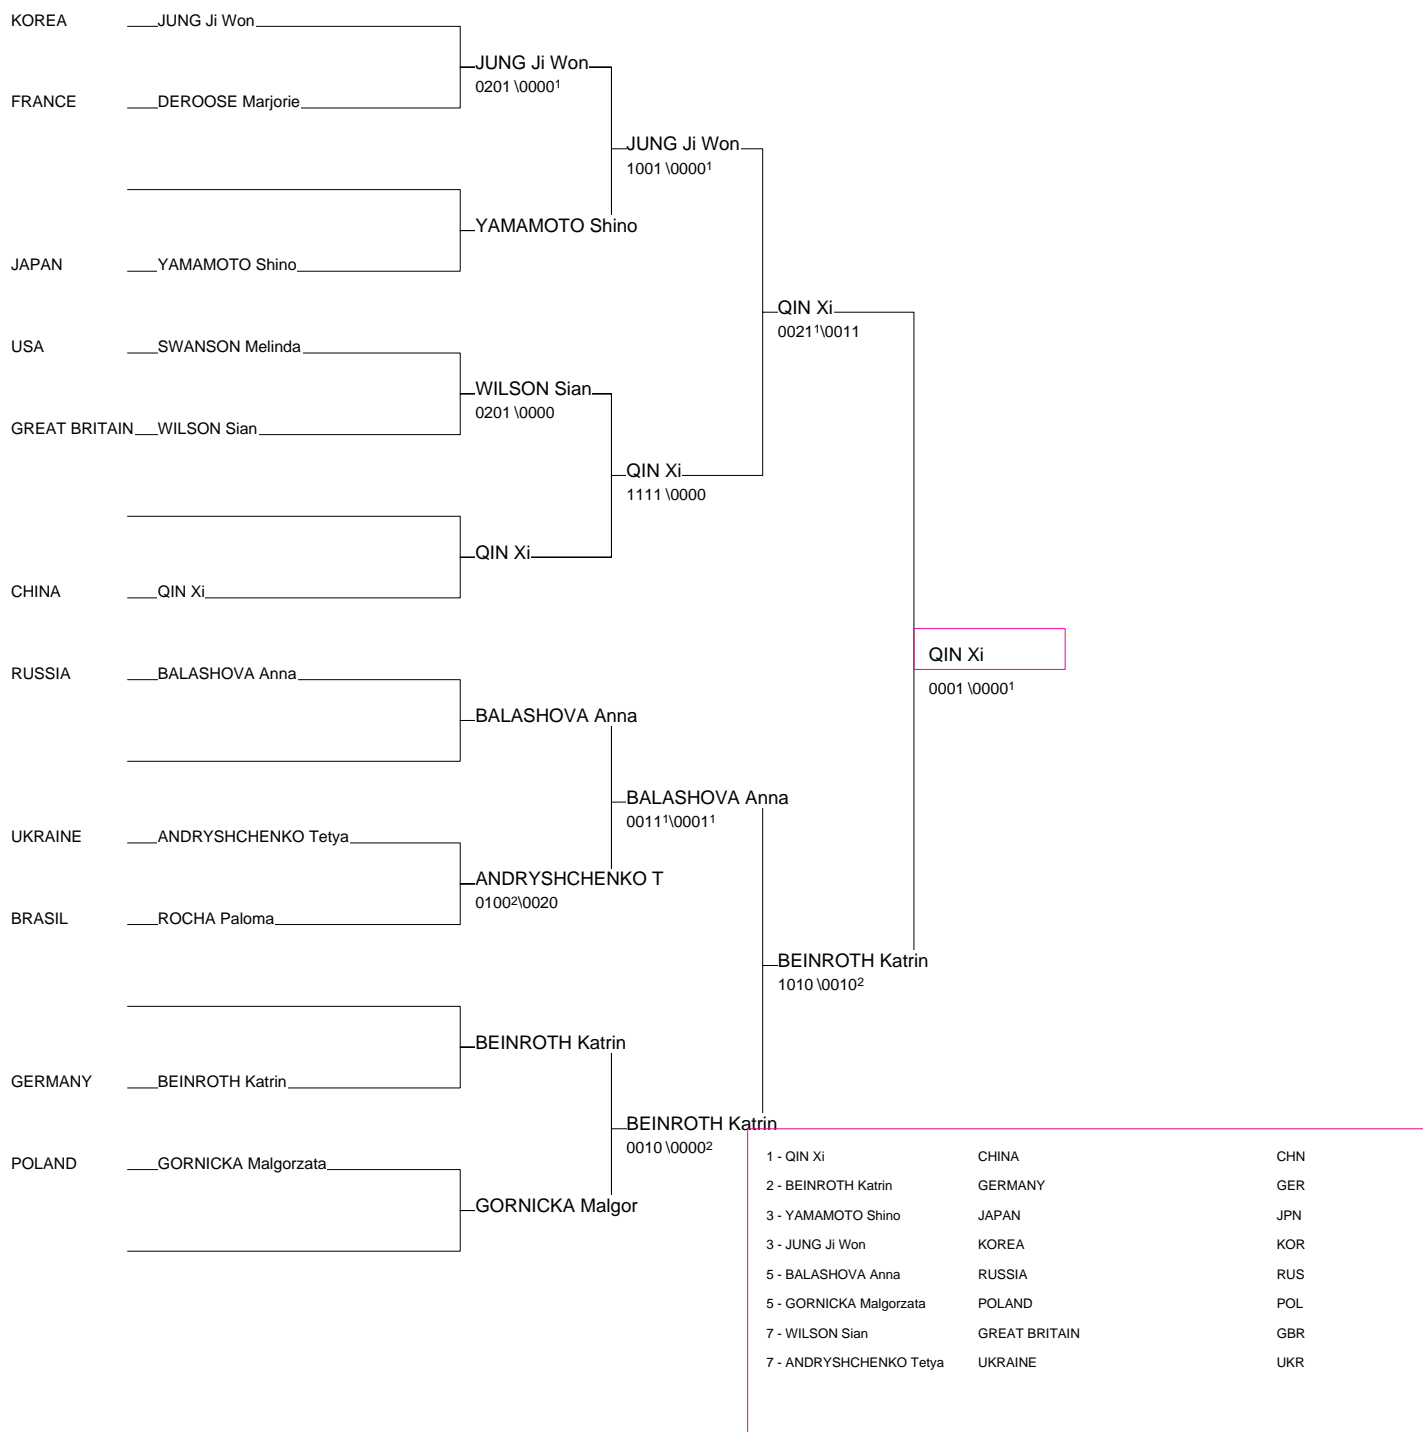 KOREA JUNG Ji Won
JUNG Ji Won
0201 \0000¹
FRANCE DEROOSE Marjorie
JUNG Ji Won
1001 \0000¹
YAMAMOTO Shino
JAPAN YAMAMOTO Shino
QIN Xi
0021¹\0011
USA SWANSON Melinda
WILSON Sian
0201 \0000
GREAT BRITAIN WILSON Sian
QIN Xi
1111 \0000
QIN Xi
CHINA QIN Xi
QIN Xi
0001 \0000¹
RUSSIA BALASHOVA Anna
BALASHOVA Anna
BALASHOVA Anna
0011¹\0001¹
UKRAINE ANDRYSHCHENKO Tetya
ANDRYSHCHENKO T
0100²\0020
BRASIL ROCHA Paloma
BEINROTH Katrin
1010 \0010²
BEINROTH Katrin
GERMANY BEINROTH Katrin
BEINROTH Katrin
0010 \0000²
POLAND GORNICKA Malgorzata
GORNICKA Malgor
1 - QIN Xi CHINA CHN
2 - BEINROTH Katrin GERMANY GER
3 - YAMAMOTO Shino JAPAN JPN
3 - JUNG Ji Won KOREA KOR
5 - BALASHOVA Anna RUSSIA RUS
5 - GORNICKA Malgorzata POLAND POL
7 - WILSON Sian GREAT BRITAIN GBR
7 - ANDRYSHCHENKO Tetya UKRAINE UKR